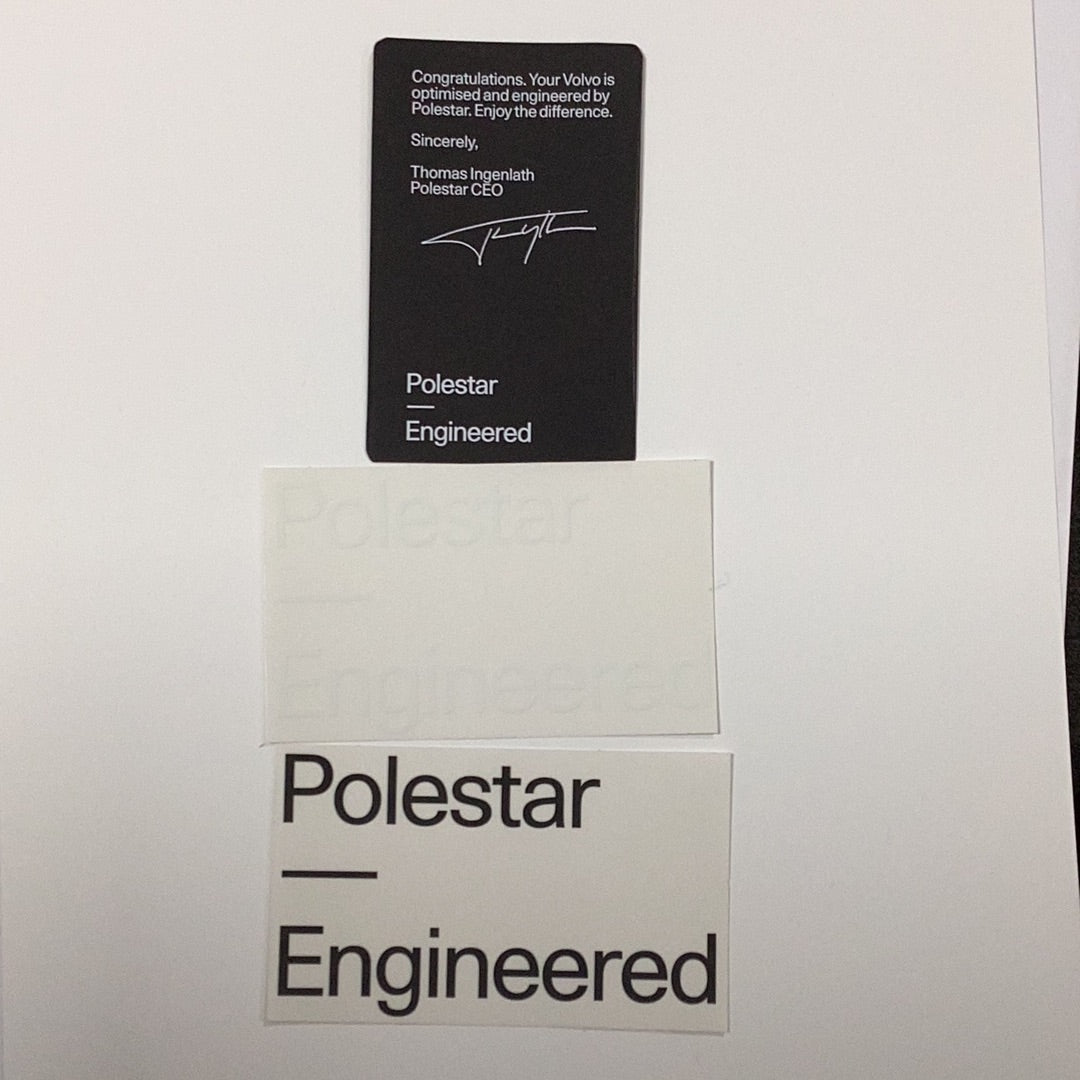 Congratulations. Your Volvo is
optimised and engineered by
Polestar. Enjoy the difference.
Sincerely,
Thomas Ingenlath
Polestar CEO
Polestar
Engineered
Polestar
Engineered
Polestar
Engineered